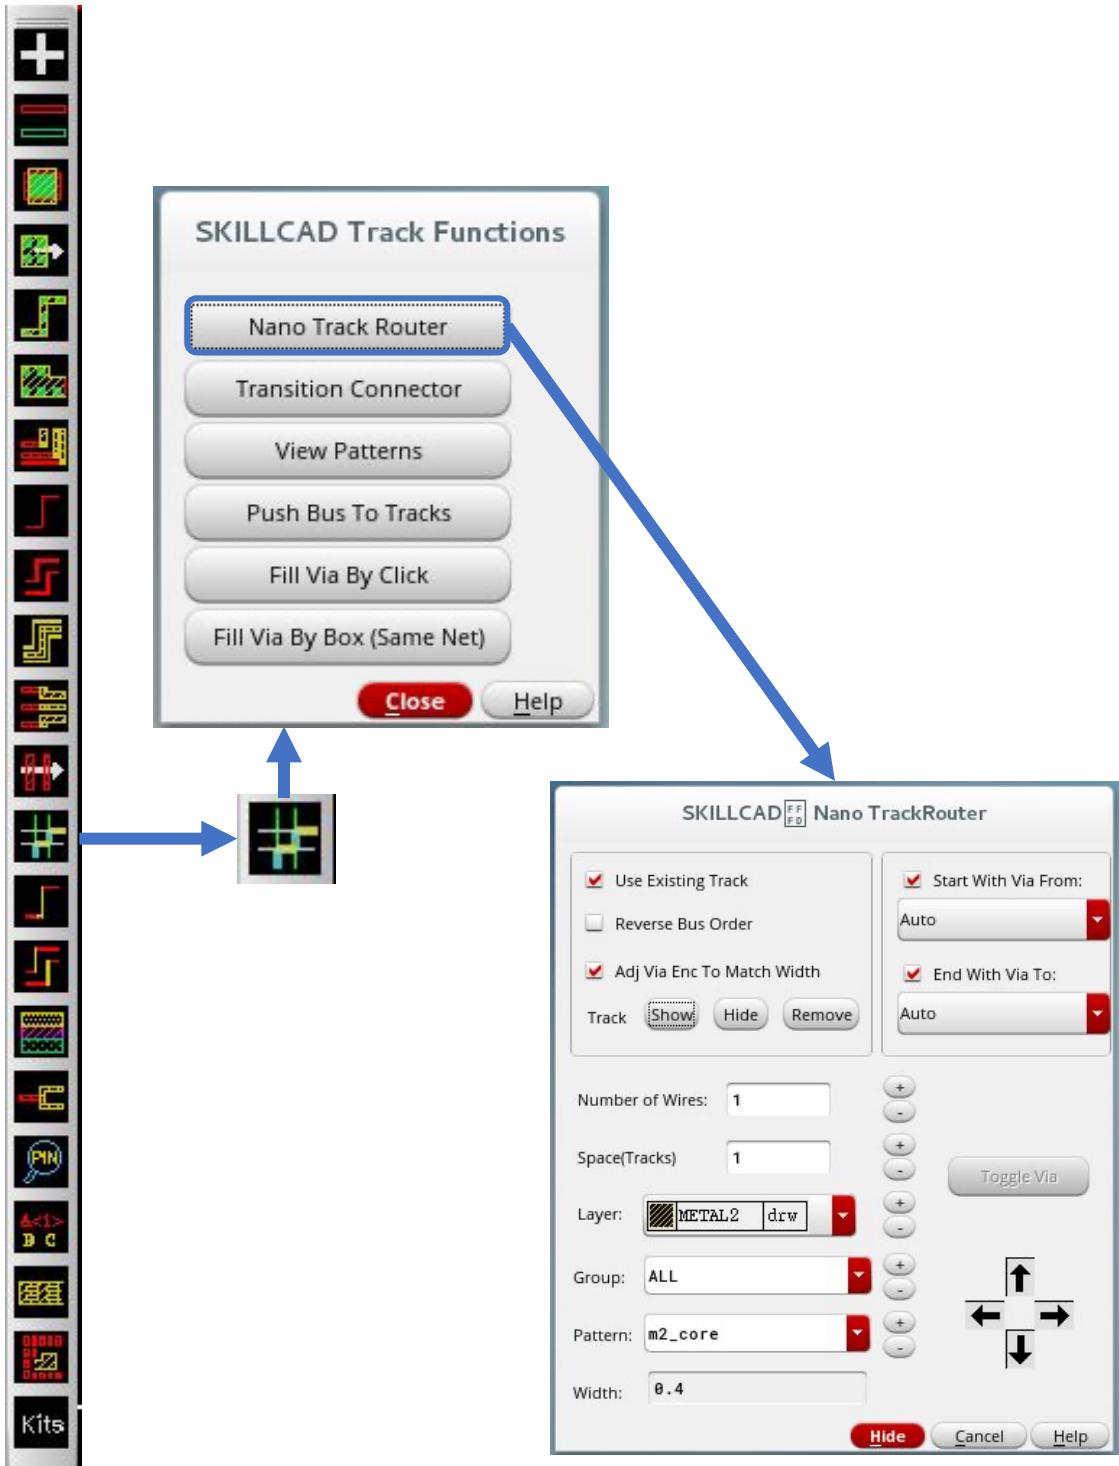 SKILLCAD Track Functions
Nano Track Router
Transition Connector
View Patterns
Push Bus To Tracks
Fill Via By Click
Fill Via By Box (Same Net)
Close Help
SKILLCAD FFFD Nano TrackRouter
Use Existing Track
Reverse Bus Order
Adj Via Enc To Match Width
Track Show Hide Remove
Start With Via From:
Auto
End With Via To:
Auto
Number of Wires: 1 + -
Space(Tracks) 1 + -
Toggle Via
Layer: METAL2 drw + -
Group: ALL + -
Pattern: m2_core + -
Width: 0.4
Hide Cancel Help
PIN
&<1>
B C
Kits